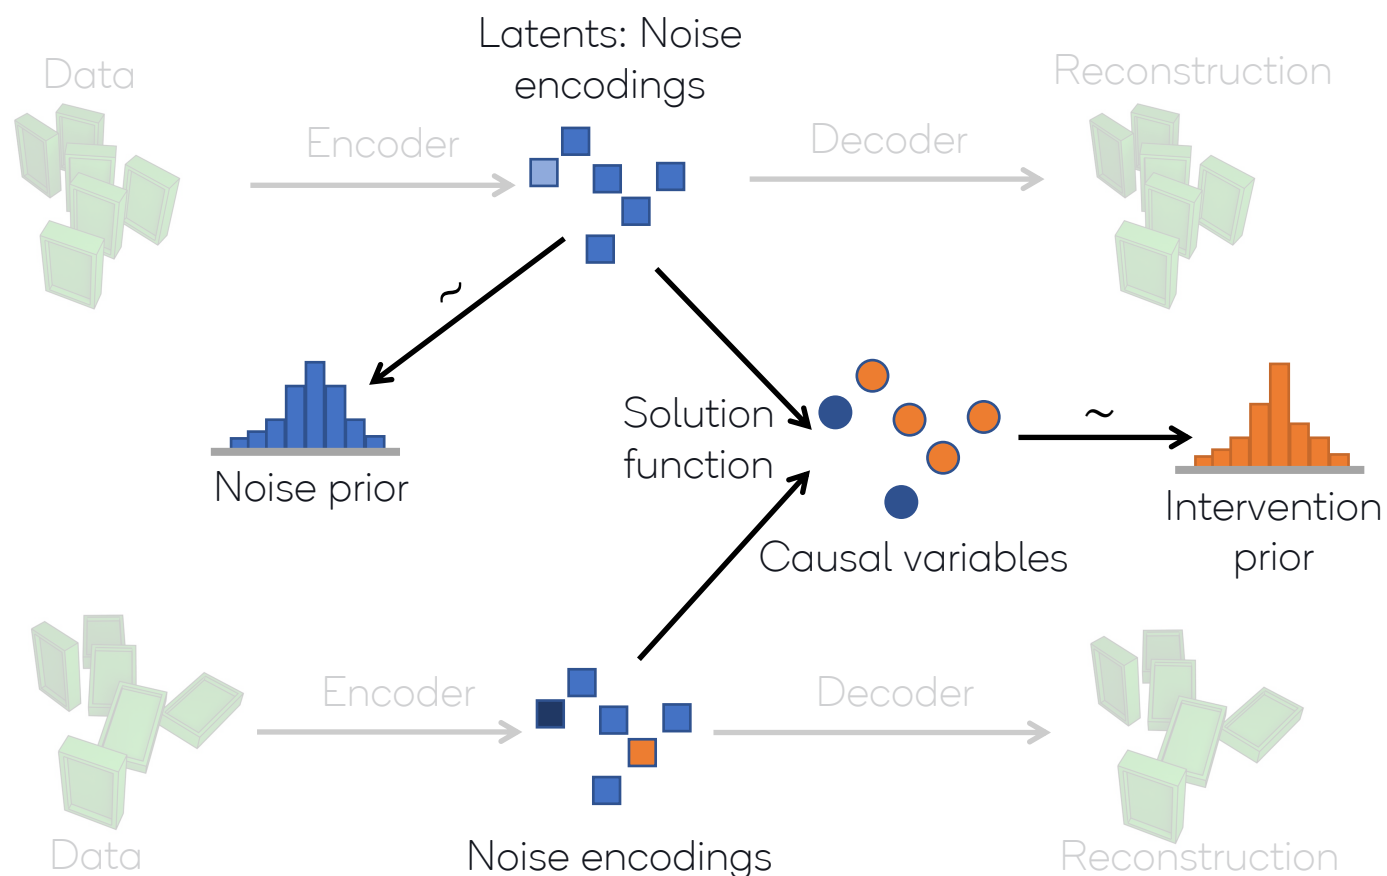 Latents: Noise
encodings
Data
Reconstruction
Encoder
Decoder
~
Noise prior
Solution
function
~
Causal variables
Intervention
prior
Encoder
Decoder
Data
Noise encodings
Reconstruction